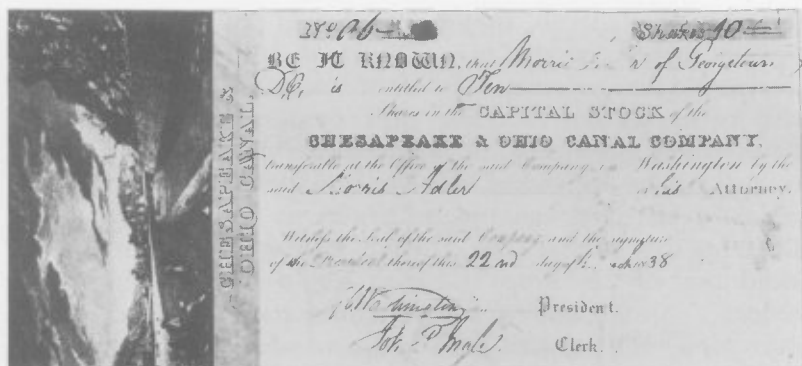 CHESAPEAKE &
OHIO CANAL.
Shares 10
BE IT KNOWN, that Morris of Georgetown
D.C. is entitled to Ten
Shares in the CAPITAL STOCK of the
CHESAPEAKE & OHIO CANAL COMPANY,
transferable at the Office of the said Company in Washington by the
said Morris Adler or his Attorney.
Witness the Seal of the said Company and the signature
of the President thereof this 22nd day of 38
Washington President.
Clerk.